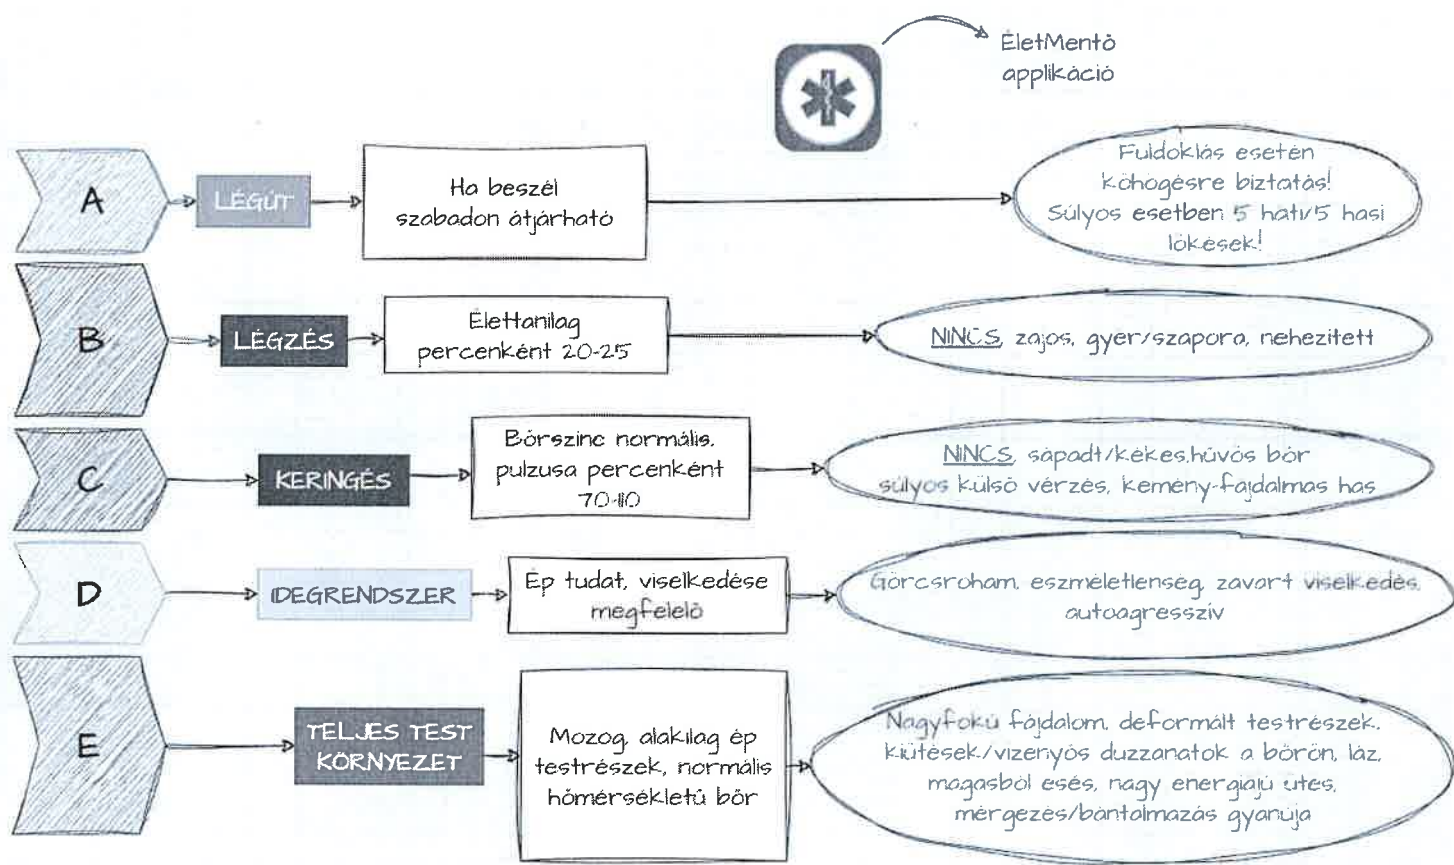 ÉletMentő
applikáció
A
LÉGÚT
Ha beszél
szabadon átjárható
Fuldoklás esetén
köhögésre biztatás!
Súlyos esetben 5 háti/5 hasi
lökések!
B
LÉGZÉS
Élettanilag
percenként 20-25
NINCS, zajos, gyér/szapora, nehezített
C
KERINGÉS
Bőrszíne normális,
pulzusa percenként
70-110
NINCS, sápadt/kékes,hűvös bőr
súlyos külső vérzés, kemény-fájdalmas has
D
IDEGRENDSZER
Ép tudat, viselkedése
megfelelő
Görcsroham, eszméletlenség, zavart viselkedés,
autoagresszív
E
TELJES TEST
KÖRNYEZET
Mozog, alakilag ép
testrészek, normális
hőmérsékletű bőr
Nagyfokú fájdalom, deformált testrészek,
kiütések/vizenyős duzzanatok a bőrön, láz,
magasból esés, nagy energiájú ütés,
mérgezés/bántalmazás gyanúja